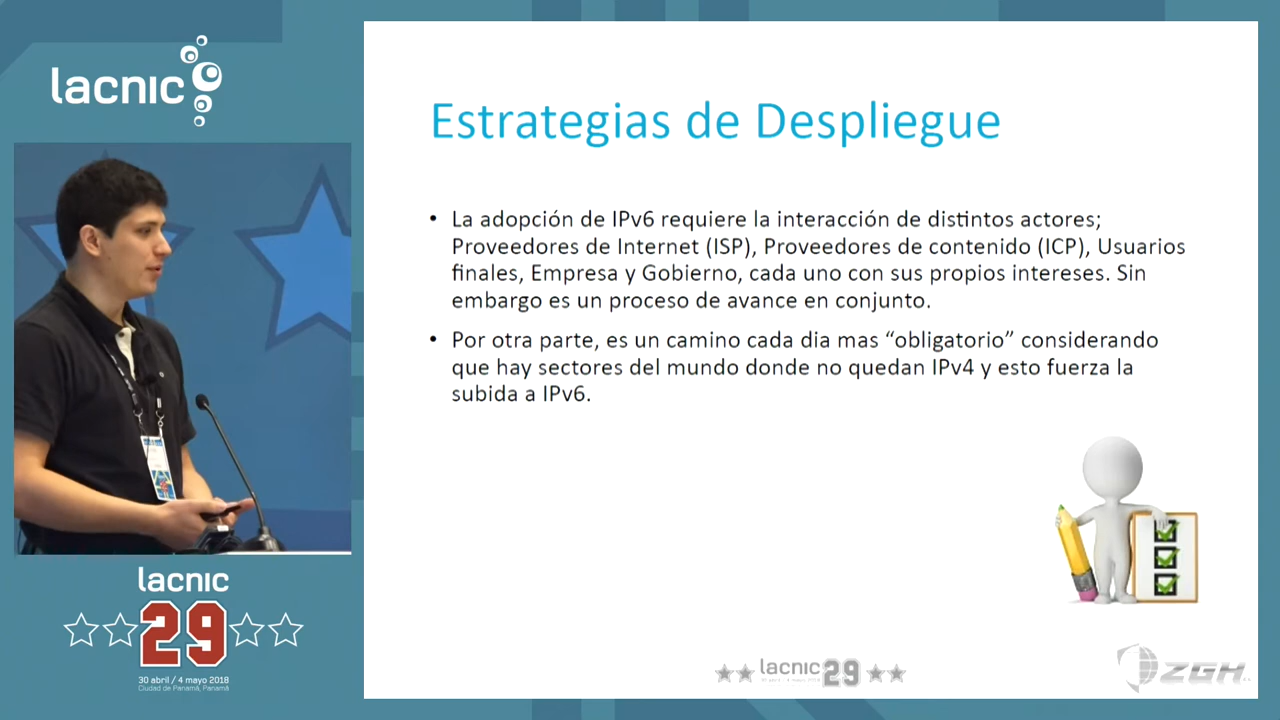 lacnic
Estrategias de Despliegue
• La adopción de IPv6 requiere la interacción de distintos actores;
Proveedores de Internet (ISP), Proveedores de contenido (ICP), Usuarios
finales, Empresa y Gobierno, cada uno con sus propios intereses. Sin
embargo es un proceso de avance en conjunto.
• Por otra parte, es un camino cada dia mas “obligatorio” considerando
que hay sectores del mundo donde no quedan IPv4 y esto fuerza la
subida a IPv6.
lacnic
29
30 abril / 4 mayo 2018
Ciudad de Panamá, Panamá
lacnic 29
ZGH